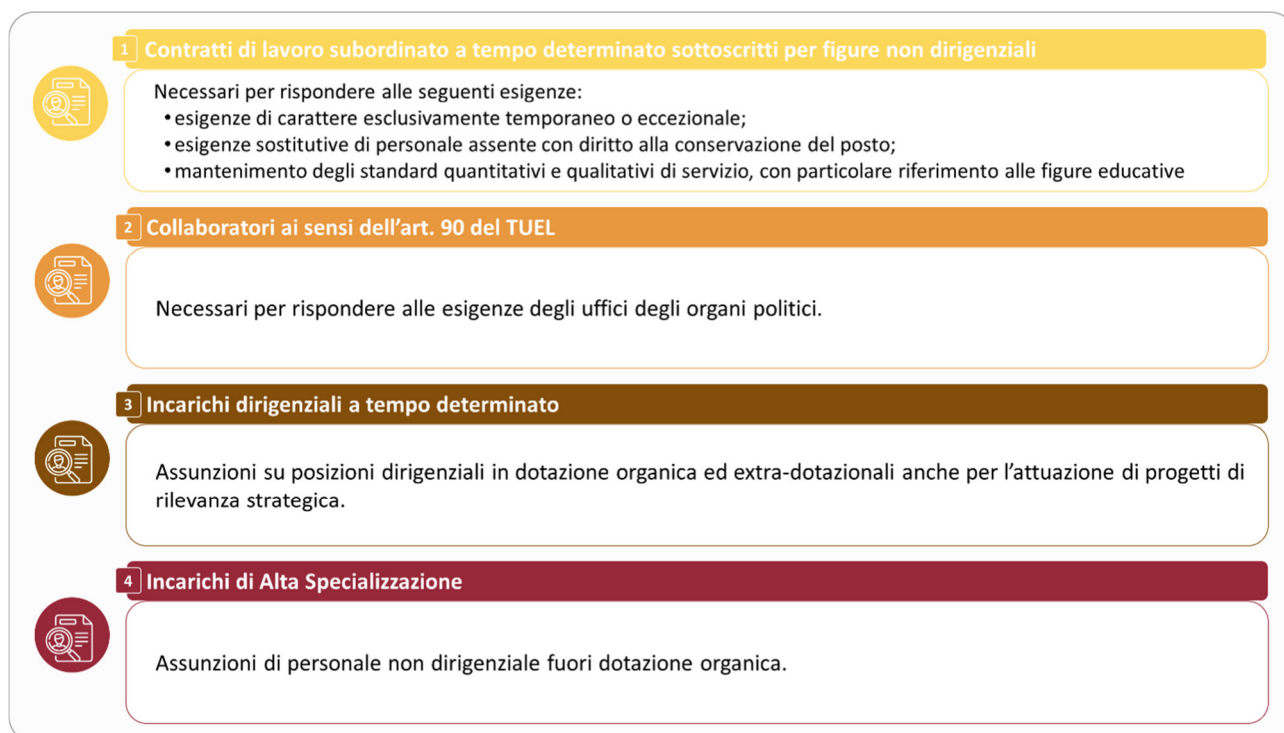 1 Contratti di lavoro subordinato a tempo determinato sottoscritti per figure non dirigenziali
Necessari per rispondere alle seguenti esigenze:
• esigenze di carattere esclusivamente temporaneo o eccezionale;
• esigenze sostitutive di personale assente con diritto alla conservazione del posto;
• mantenimento degli standard quantitativi e qualitativi di servizio, con particolare riferimento alle figure educative
2 Collaboratori ai sensi dell'art. 90 del TUEL
Necessari per rispondere alle esigenze degli uffici degli organi politici.
3 Incarichi dirigenziali a tempo determinato
Assunzioni su posizioni dirigenziali in dotazione organica ed extra-dotazionali anche per l'attuazione di progetti di
rilevanza strategica.
4 Incarichi di Alta Specializzazione
Assunzioni di personale non dirigenziale fuori dotazione organica.